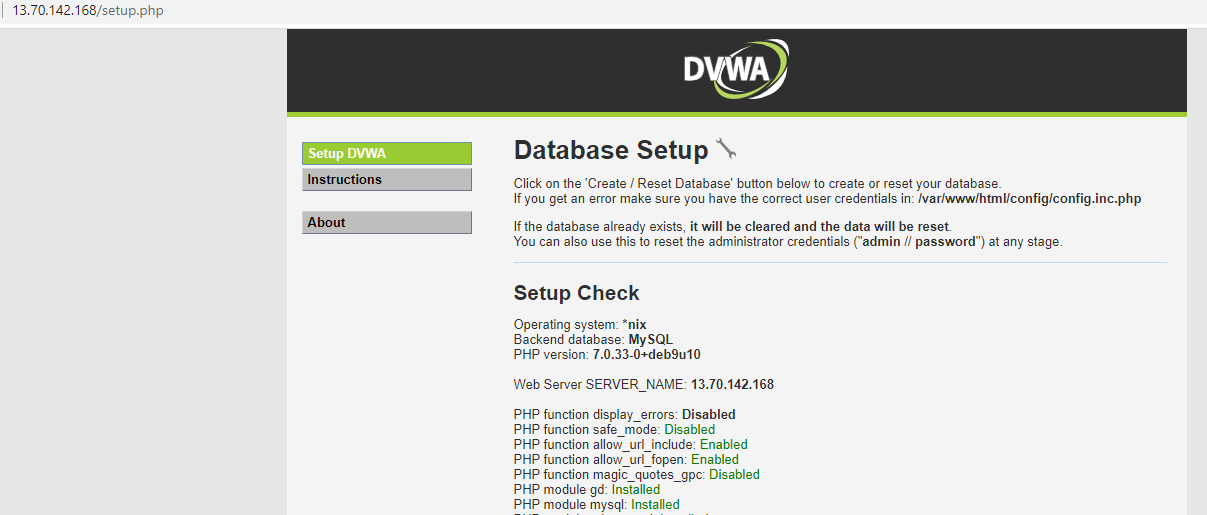 13.70.142.168/setup.php
DVWA
Setup DVWA
Instructions
About
Database Setup
Click on the 'Create / Reset Database' button below to create or reset your database.
If you get an error make sure you have the correct user credentials in: /var/www/html/config/config.inc.php
If the database already exists, it will be cleared and the data will be reset.
You can also use this to reset the administrator credentials ("admin // password") at any stage.
Setup Check
Operating system: *nix
Backend database: MySQL
PHP version: 7.0.33-0+deb9u10
Web Server SERVER_NAME: 13.70.142.168
PHP function display_errors: Disabled
PHP function safe_mode: Disabled
PHP function allow_url_include: Enabled
PHP function allow_url_fopen: Enabled
PHP function magic_quotes_gpc: Disabled
PHP module gd: Installed
PHP module mysql: Installed